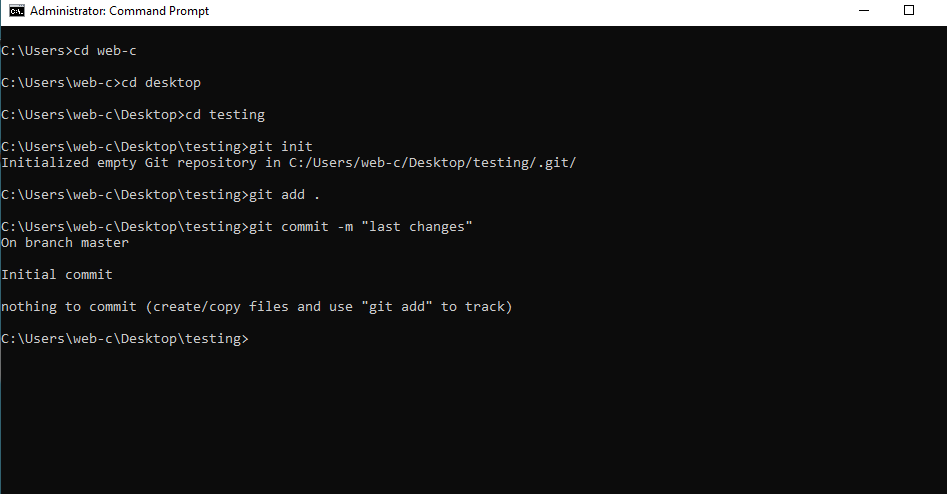 Administrator: Command Prompt
C:\Users>cd web-c
C:\Users\web-c>cd desktop
C:\Users\web-c\Desktop>cd testing
C:\Users\web-c\Desktop\testing>git init
Initialized empty Git repository in C:/Users/web-c/Desktop/testing/.git/
C:\Users\web-c\Desktop\testing>git add .
C:\Users\web-c\Desktop\testing>git commit -m "last changes"
On branch master
Initial commit
nothing to commit (create/copy files and use "git add" to track)
C:\Users\web-c\Desktop\testing>